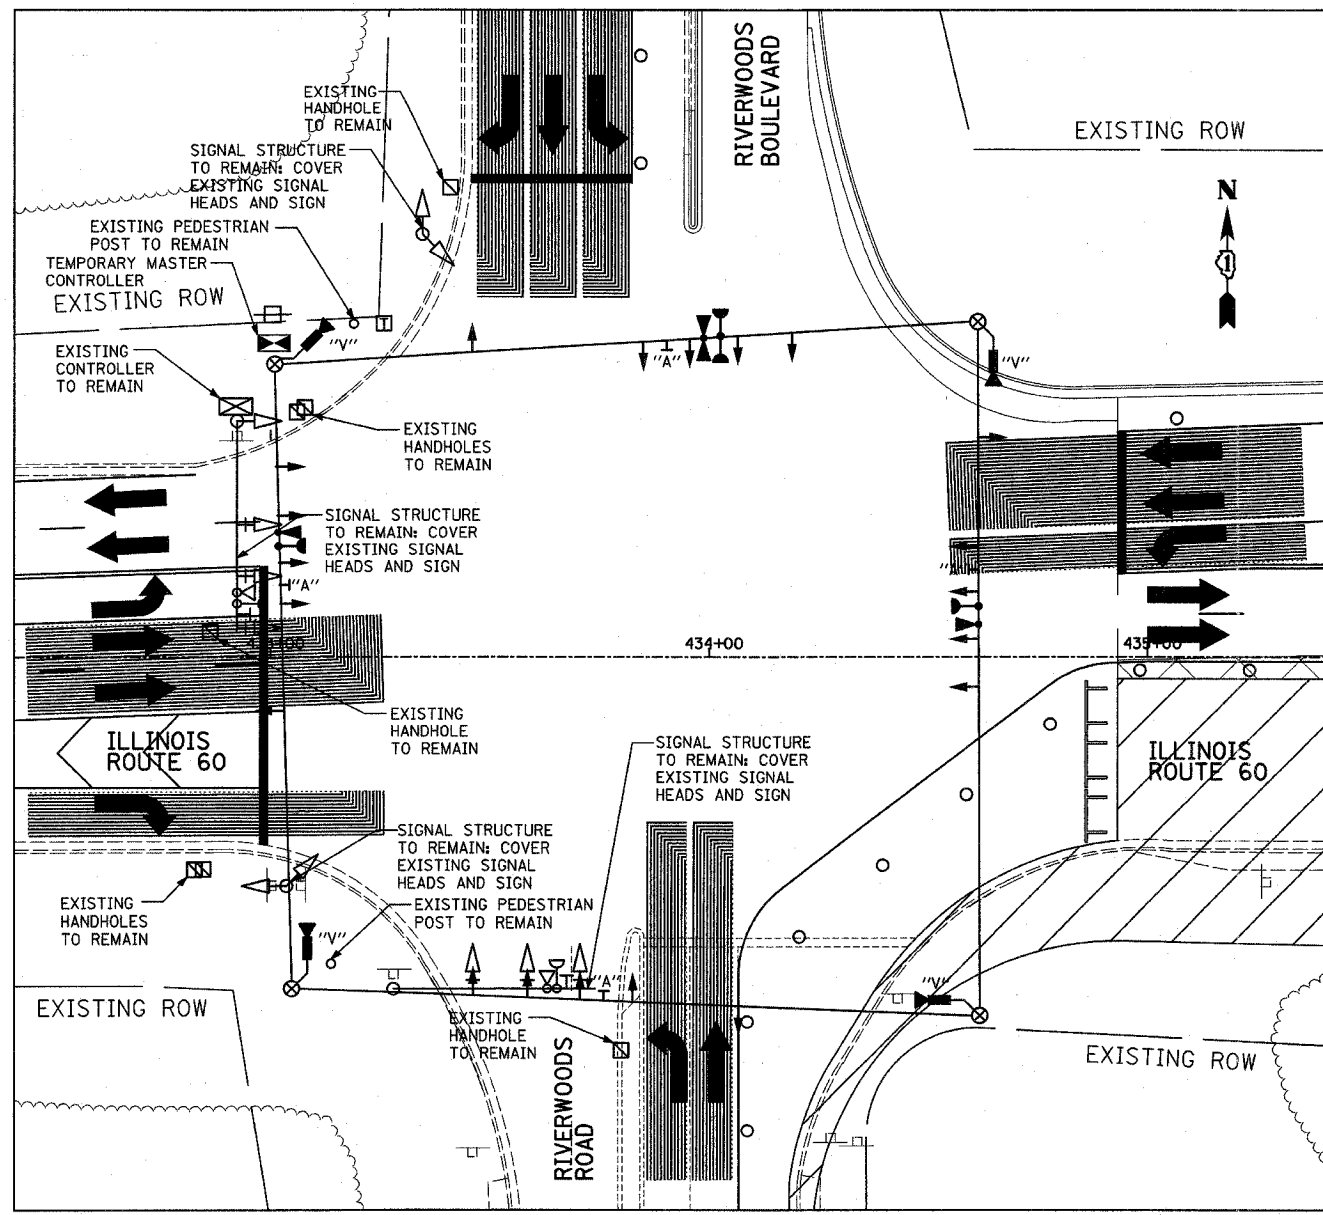 RIVERWOODS
BOULEVARD
EXISTING
HANDHOLE
TO REMAIN
EXISTING ROW
SIGNAL STRUCTURE
TO REMAIN: COVER
EXISTING SIGNAL
HEADS AND SIGN
N
1
EXISTING PEDESTRIAN
POST TO REMAIN
TEMPORARY MASTER
CONTROLLER
EXISTING ROW
T
"V"
EXISTING
CONTROLLER
TO REMAIN
"A"
"V"
EXISTING
HANDHOLES
TO REMAIN
SIGNAL STRUCTURE
TO REMAIN: COVER
EXISTING SIGNAL
HEADS AND SIGN
"A"
434+00
435+00
EXISTING
HANDHOLE
TO REMAIN
ILLINOIS
ROUTE 60
SIGNAL STRUCTURE
TO REMAIN: COVER
EXISTING SIGNAL
HEADS AND SIGN
ILLINOIS
ROUTE 60
SIGNAL STRUCTURE
TO REMAIN: COVER
EXISTING SIGNAL
HEADS AND SIGN
EXISTING
HANDHOLES
TO REMAIN
EXISTING PEDESTRIAN
POST TO REMAIN
"V"
"A"
"V"
EXISTING ROW
EXISTING
HANDHOLE
TO REMAIN
RIVERWOODS
ROAD
EXISTING ROW